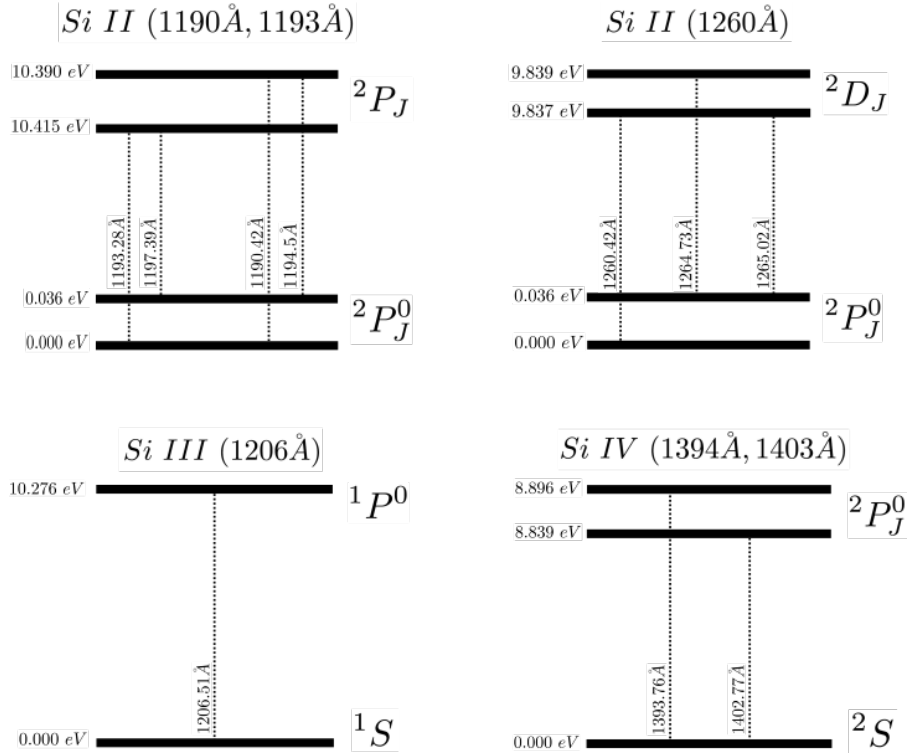 Si II (1190Å, 1193Å)
10.390 eV
²P_J
10.415 eV
1193.28Å
1197.39Å
1190.42Å
1194.5Å
0.036 eV
²P⁰_J
0.000 eV
Si II (1260Å)
9.839 eV
²D_J
9.837 eV
1260.42Å
1264.73Å
1265.02Å
0.036 eV
²P⁰_J
0.000 eV
Si III (1206Å)
10.276 eV
¹P⁰
1206.51Å
0.000 eV
¹S
Si IV (1394Å, 1403Å)
8.896 eV
²P⁰_J
8.839 eV
1393.76Å
1402.77Å
0.000 eV
²S